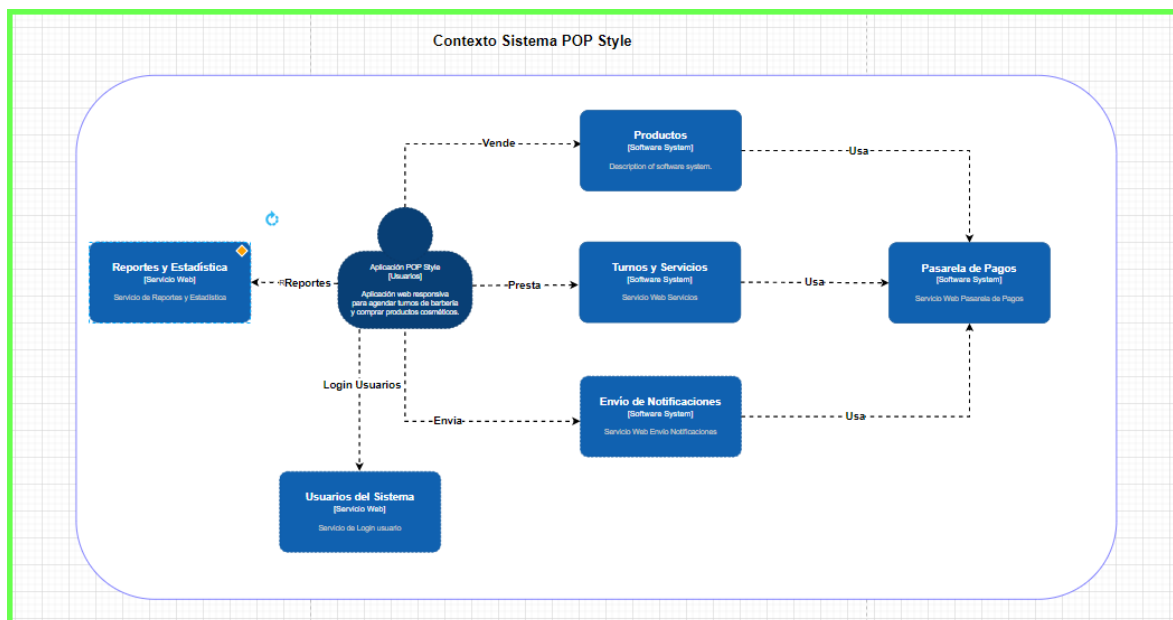 Contexto Sistema POP Style
Productos
[Software System]
Description of software system.
Vende
Usa
Reportes y Estadística
[Servicio Web]
Servicio de Reportes y Estadística
Reportes
Aplicación POP Style
[Usuarios]
Aplicación web responsiva
para agendar turnos de barbería
y comprar productos cosméticos.
Presta
Turnos y Servicios
[Software System]
Servicio Web Servicios
Usa
Pasarela de Pagos
[Software System]
Servicio Web Pasarela de Pagos
Login Usuarios
Envía
Envío de Notificaciones
[Software System]
Servicio Web Envío Notificaciones
Usa
Usuarios del Sistema
[Servicio Web]
Servicio de Login usuario